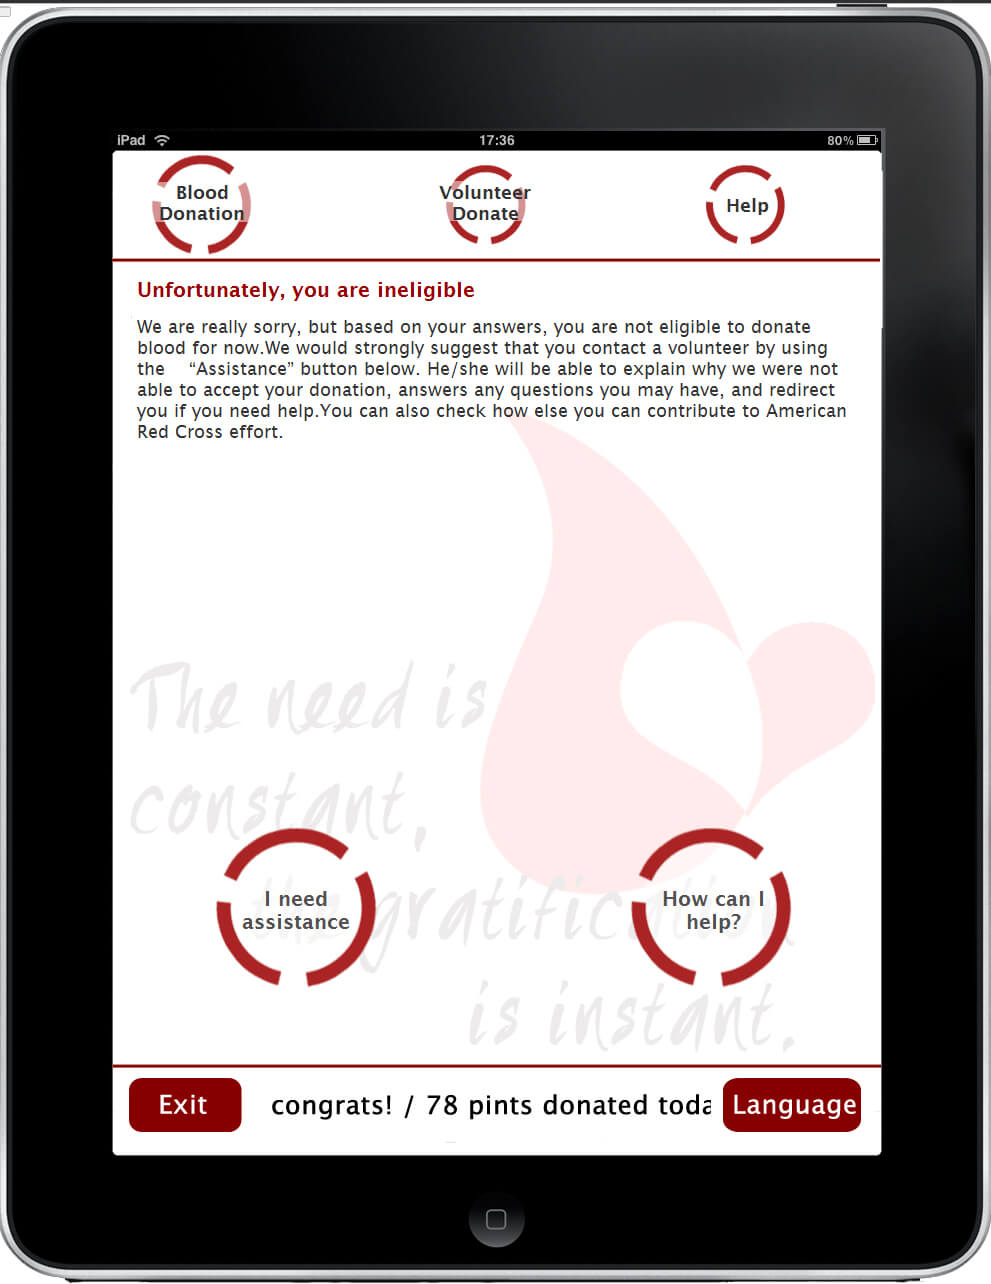 iPad 17:36 80%
Blood
Donation
Volunteer
Donate
Help
Unfortunately, you are ineligible
We are really sorry, but based on your answers, you are not eligible to donate
blood for now.We would strongly suggest that you contact a volunteer by using
the “Assistance” button below. He/she will be able to explain why we were not
able to accept your donation, answers any questions you may have, and redirect
you if you need help.You can also check how else you can contribute to American
Red Cross effort.
The need is
constant,
the gratification
is instant.
I need
assistance
How can I
help?
Exit
congrats! / 78 pints donated toda
Language